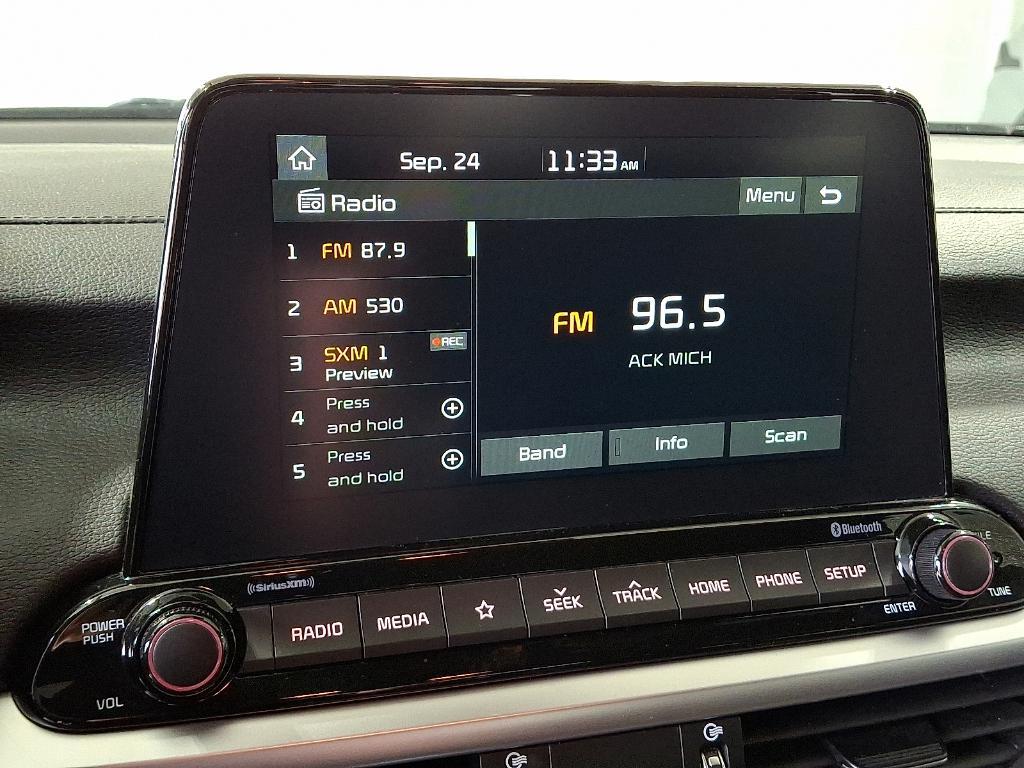 Sep. 24 11:33 AM
Radio Menu
1 FM 87.9
2 AM 530
3 SXM 1 REC
Preview
4 Press
and hold
5 Press
and hold
FM 96.5
ACK MICH
Band Info Scan
((SiriusXM)) Bluetooth
POWER
PUSH
VOL
RADIO MEDIA SEEK TRACK HOME PHONE SETUP
ENTER TUNE